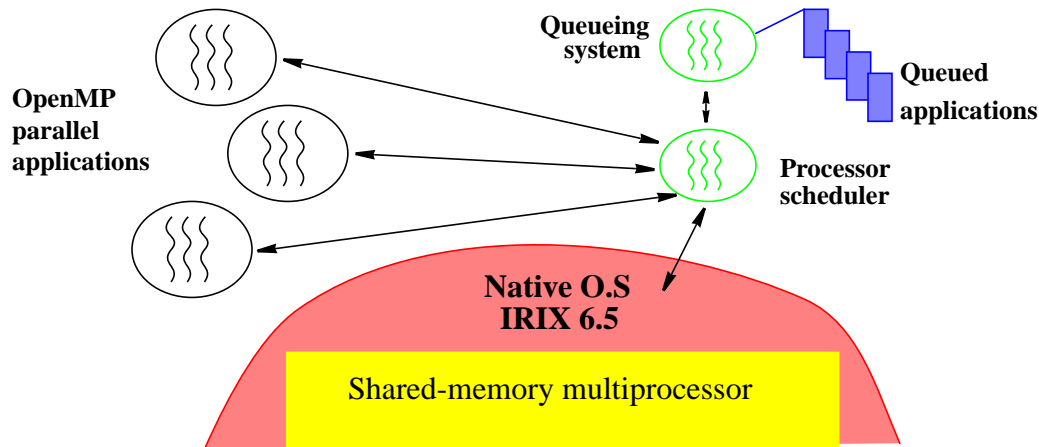 Queueing
system
OpenMP
parallel
applications
Queued
applications
Processor
scheduler
Native O.S
IRIX 6.5
Shared-memory multiprocessor